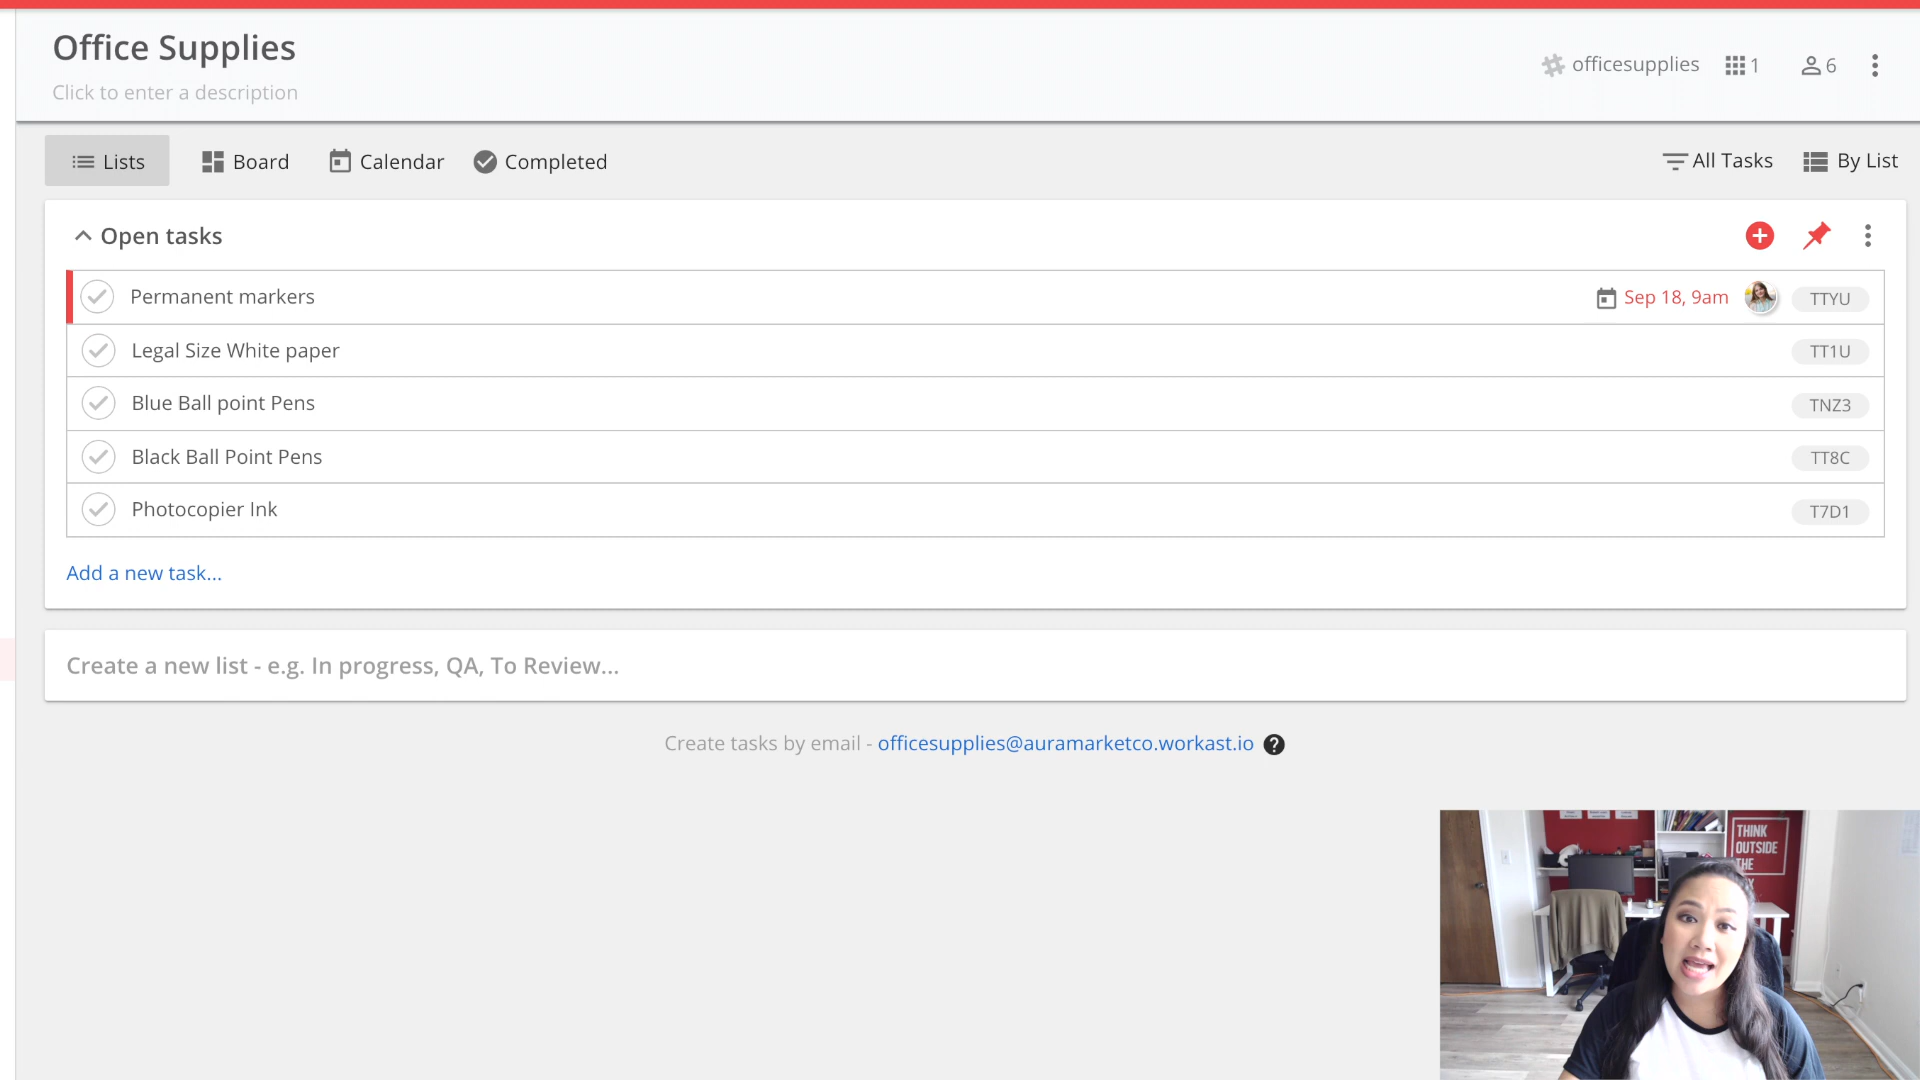 Office Supplies
Click to enter a description
officesupplies 1 6
Lists Board Calendar Completed All Tasks By List
Open tasks
Permanent markers Sep 18, 9am TTYU
Legal Size White paper TT1U
Blue Ball point Pens TNZ3
Black Ball Point Pens TT8C
Photocopier Ink T7D1
Add a new task...
Create a new list - e.g. In progress, QA, To Review...
Create tasks by email - officesupplies@auramarketco.workast.io ?
THINK
OUTSIDE
THE